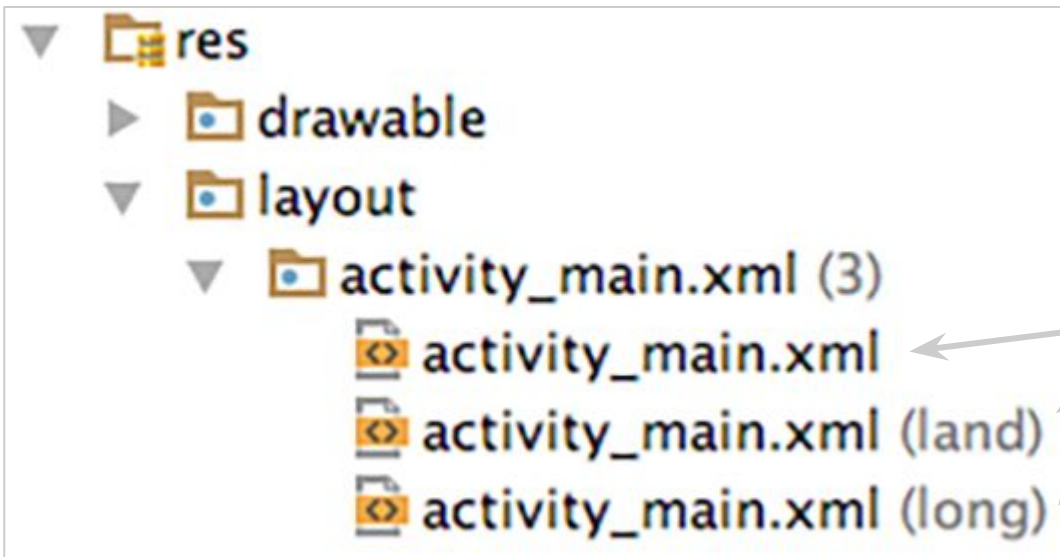 res
drawable
layout
activity_main.xml (3)
activity_main.xml
activity_main.xml (land)
activity_main.xml (long)